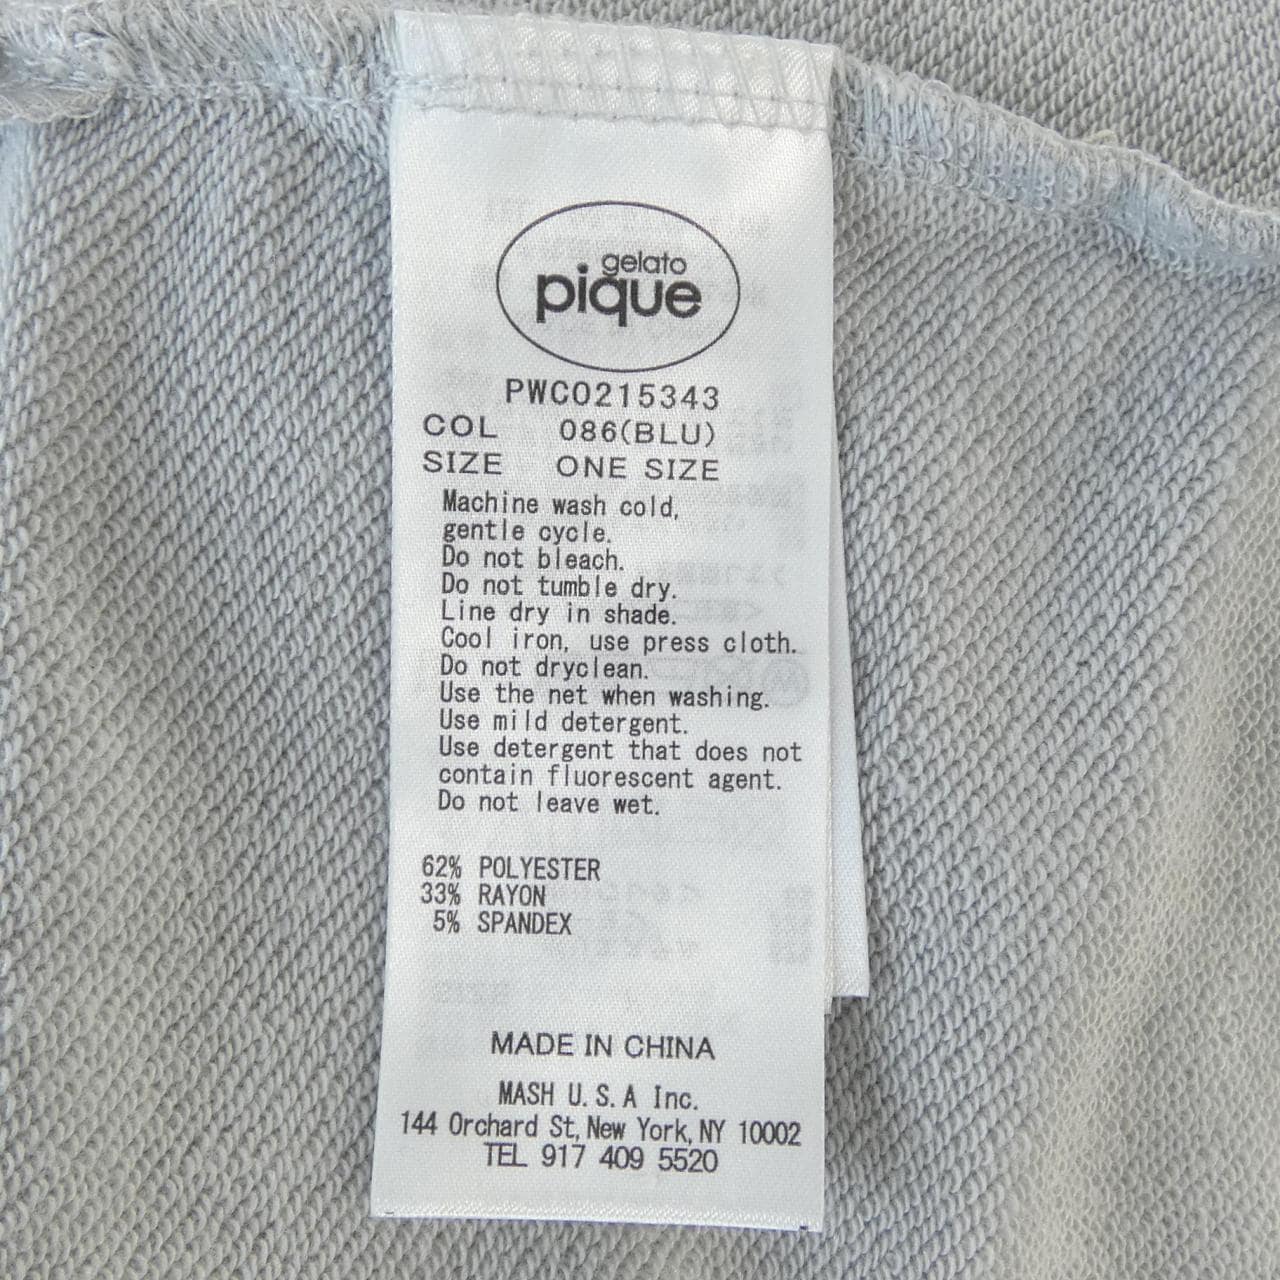 gelato
pique
PWCO215343
COL 086(BLU)
SIZE ONE SIZE
Machine wash cold,
gentle cycle.
Do not bleach.
Do not tumble dry.
Line dry in shade.
Cool iron, use press cloth.
Do not dryclean.
Use the net when washing.
Use mild detergent.
Use detergent that does not
contain fluorescent agent.
Do not leave wet.
62% POLYESTER
33% RAYON
5% SPANDEX
MADE IN CHINA
MASH U.S.A Inc.
144 Orchard St, New York, NY 10002
TEL 917 409 5520